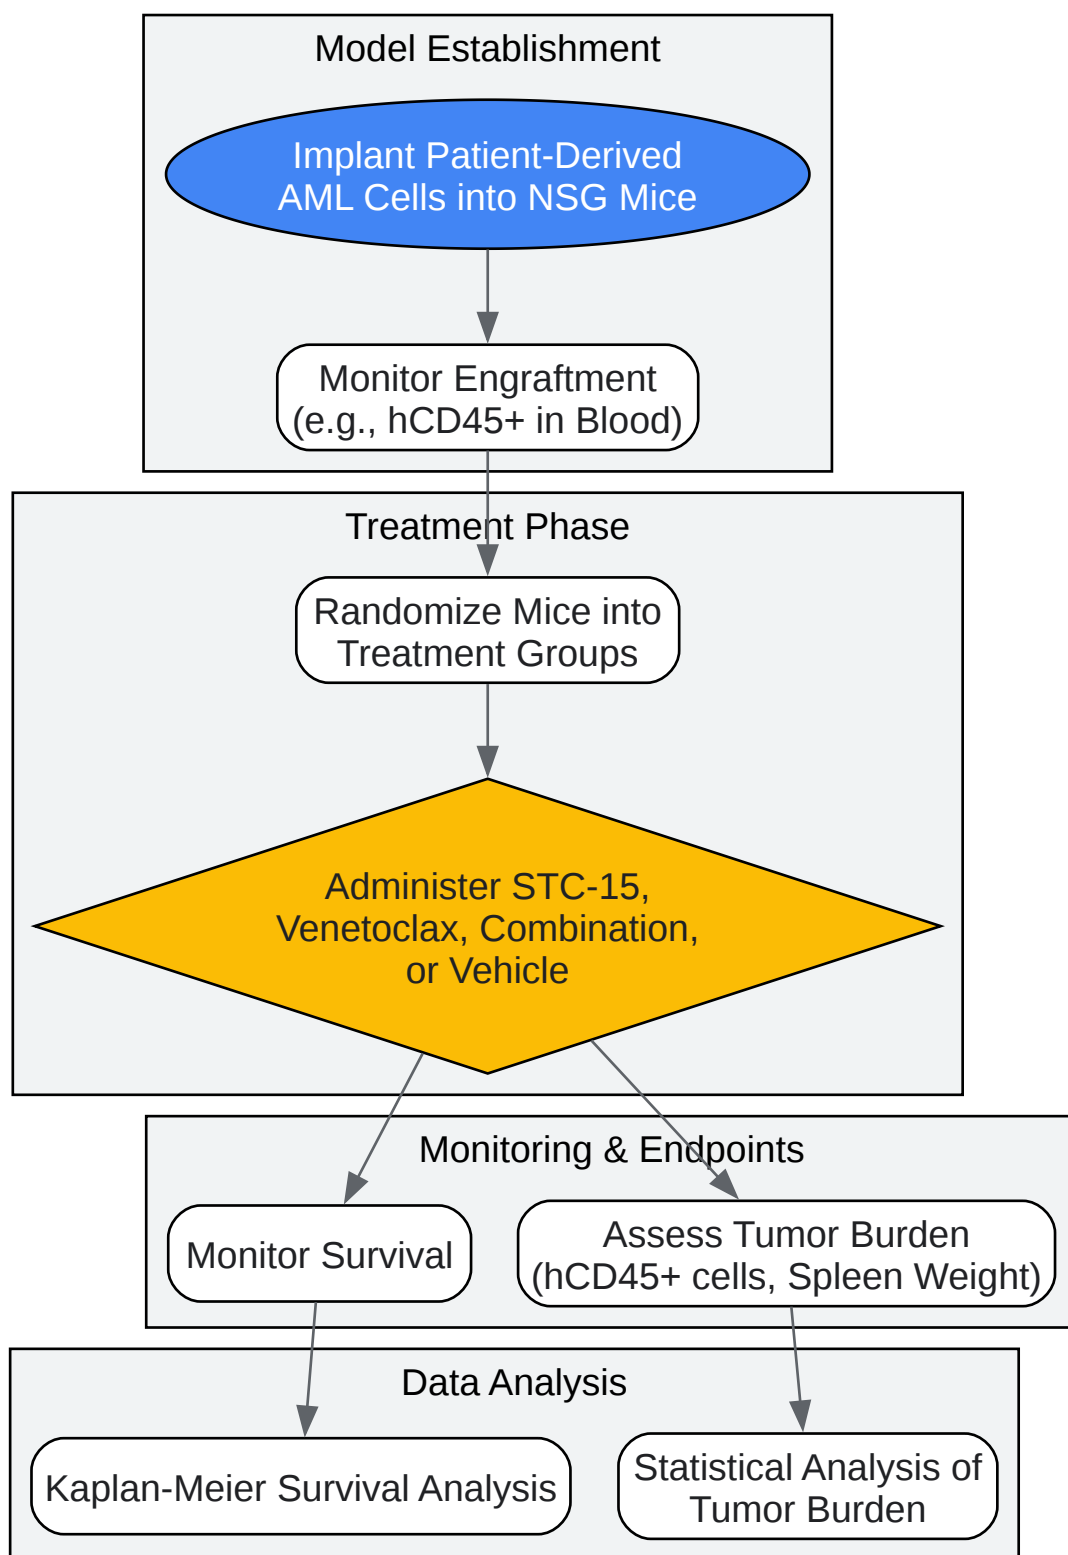 Model Establishment
Implant Patient-Derived
AML Cells into NSG Mice
Monitor Engraftment
(e.g., hCD45+ in Blood)
Treatment Phase
Randomize Mice into
Treatment Groups
Administer STC-15,
Venetoclax, Combination,
or Vehicle
Monitoring & Endpoints
Monitor Survival
Assess Tumor Burden
(hCD45+ cells, Spleen Weight)
Data Analysis
Kaplan-Meier Survival Analysis
Statistical Analysis of
Tumor Burden